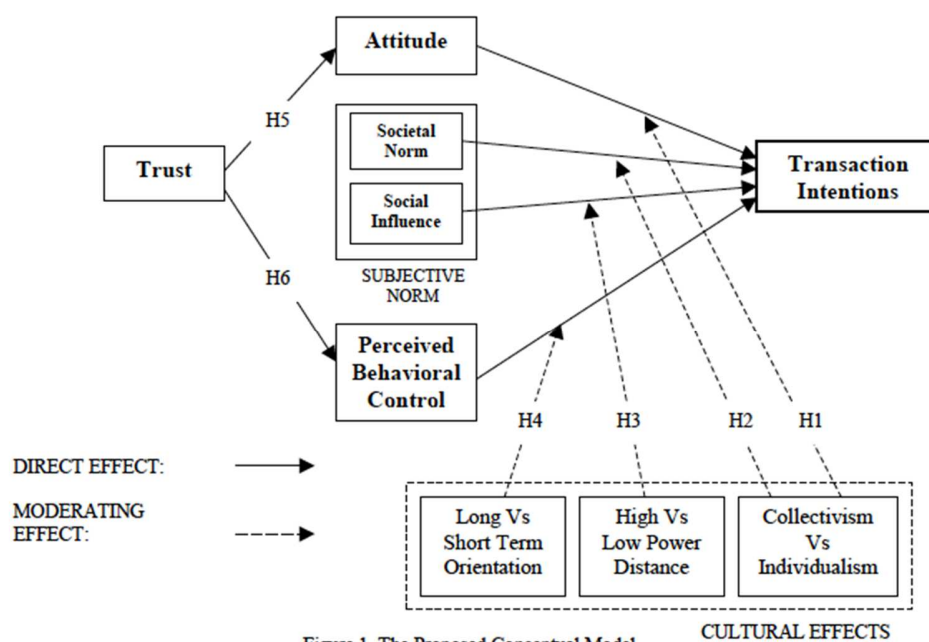 Attitude
H5
Societal
Norm
Trust
Transaction
Intentions
Social
Influence
H6
SUBJECTIVE
NORM
Perceived
Behavioral
Control
H4
H3
H2
H1
DIRECT EFFECT:
MODERATING
EFFECT:
Long Vs
Short Term
Orientation
High Vs
Low Power
Distance
Collectivism
Vs
Individualism
CULTURAL EFFECTS
Figure 1. The Proposed Conceptual Model